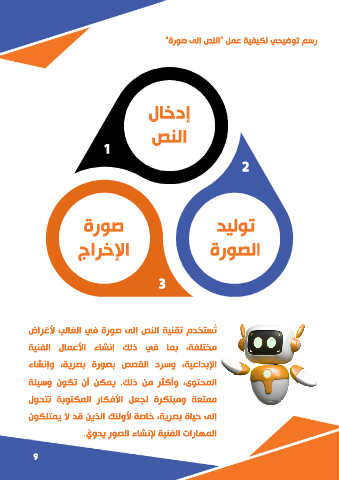 رسم توضيحي لكيفية عمل "النص إلى صورة"
إدخال
النص
1
2
توليد
الصورة
صورة
الإخراج
3
تُستخدم تقنية النص إلى صورة في الغالب لأغراض
مختلفة، بما في ذلك إنشاء الأعمال الفنية
الإبداعية، وسرد القصص بصورة بصرية، وإنشاء
المحتوى، وأكثر من ذلك. يمكن أن تكون وسيلة
ممتعة ومبتكرة لجعل الأفكار المكتوبة تتحول
إلى حياة بصرية، خاصة لأولئك الذين قد لا يمتلكون
المهارات الفنية لإنشاء الصور يدويً.
9